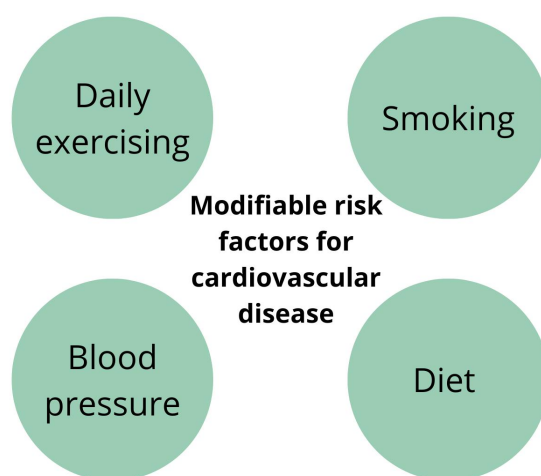 Daily
exercising
Smoking
Modifiable risk
factors for
cardiovascular
disease
Blood
pressure
Diet